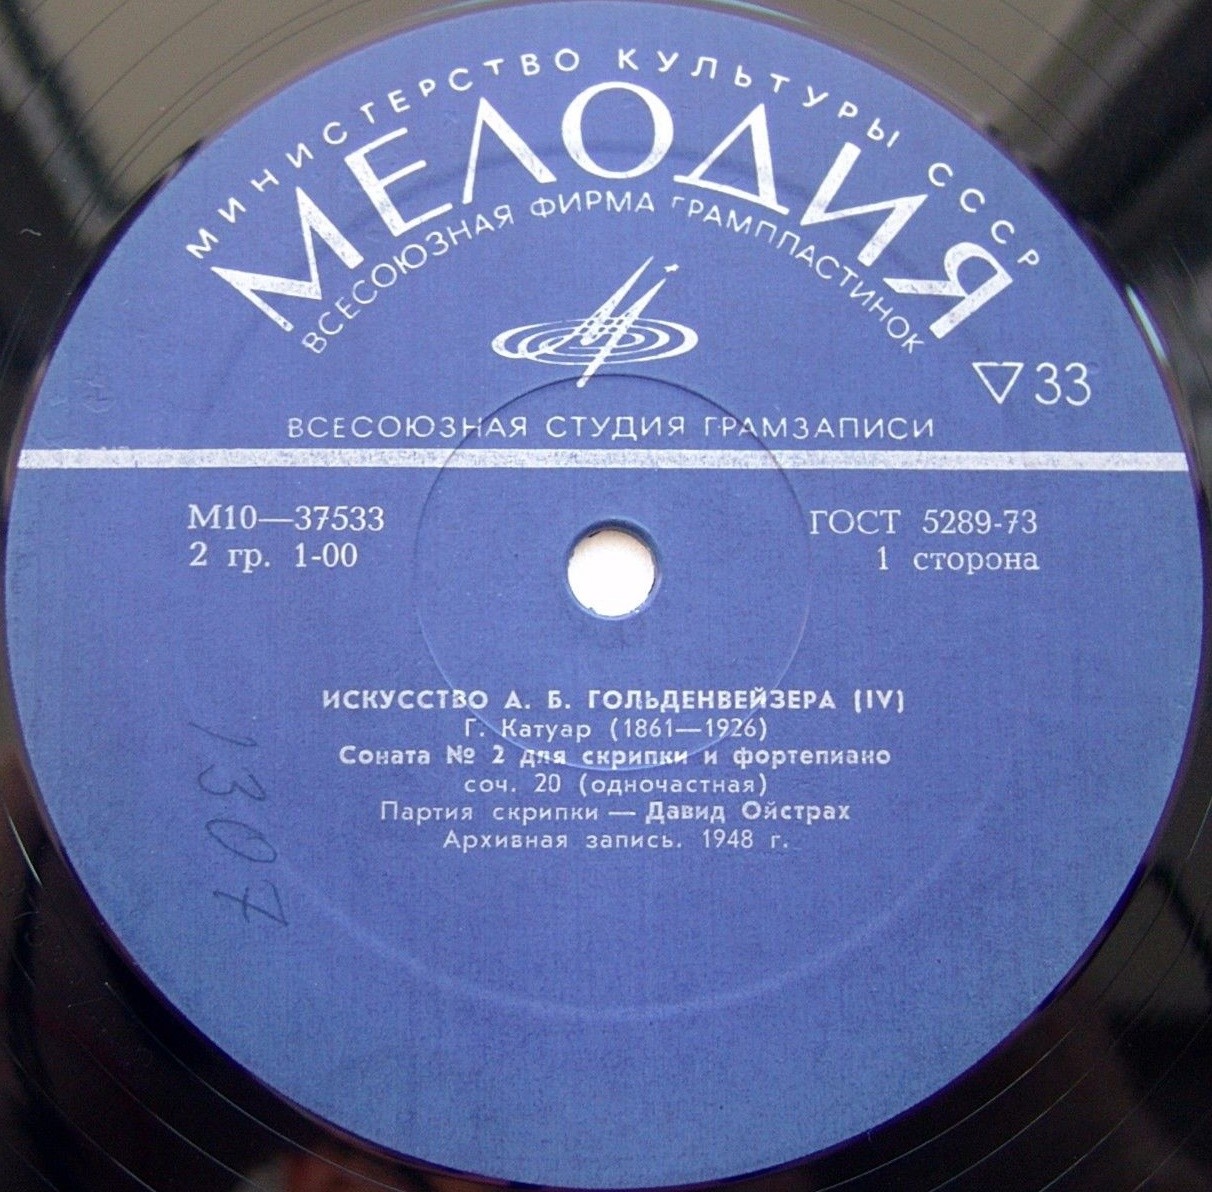 МИНИСТЕРСТВО КУЛЬТУРЫ СССР
МЕЛОДИЯ
ВСЕСОЮЗНАЯ ФИРМА ГРАМПЛАСТИНОК
▽33
ВСЕСОЮЗНАЯ СТУДИЯ ГРАМЗАПИСИ
М10—37533
ГОСТ 5289-73
2 гр. 1-00
1 сторона
ИСКУССТВО А. Б. ГОЛЬДЕНВЕЙЗЕРА (IV)
Г. Катуар (1861—1926)
Соната № 2 для скрипки и фортепиано
соч. 20 (одночастная)
Партия скрипки — Давид Ойстрах
Архивная запись. 1948 г.
1307